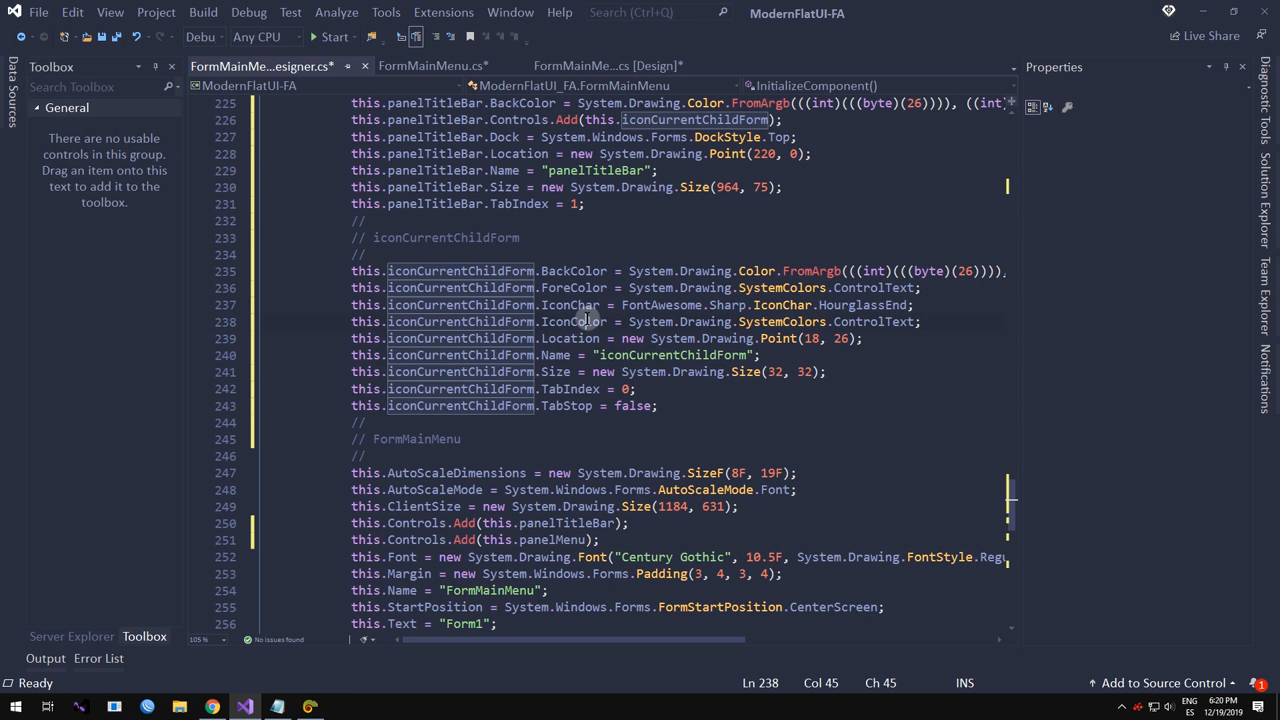 File Edit View Project Build Debug Test Analyze Tools Extensions Window Help Search (Ctrl+Q) ModernFlatUI-FA
Debug Any CPU Start Live Share
Data Sources
Toolbox
Search Toolbox
General
There are no usable
controls in this group.
Drag an item onto this
text to add it to the
toolbox.
Server Explorer Toolbox
FormMainMe...esigner.cs* FormMainMenu.cs* FormMainMe...cs [Design]*
ModernFlatUI-FA ModernFlatUI_FA.FormMainMenu InitializeComponent()
225 this.panelTitleBar.BackColor = System.Drawing.Color.FromArgb(((int)(((byte)(26)))), ((int)
226 this.panelTitleBar.Controls.Add(this.iconCurrentChildForm);
227 this.panelTitleBar.Dock = System.Windows.Forms.DockStyle.Top;
228 this.panelTitleBar.Location = new System.Drawing.Point(220, 0);
229 this.panelTitleBar.Name = "panelTitleBar";
230 this.panelTitleBar.Size = new System.Drawing.Size(964, 75);
231 this.panelTitleBar.TabIndex = 1;
232 //
233 // iconCurrentChildForm
234 //
235 this.iconCurrentChildForm.BackColor = System.Drawing.Color.FromArgb(((int)(((byte)(26)))),
236 this.iconCurrentChildForm.ForeColor = System.Drawing.SystemColors.ControlText;
237 this.iconCurrentChildForm.IconChar = FontAwesome.Sharp.IconChar.HourglassEnd;
238 this.iconCurrentChildForm.IconColor = System.Drawing.SystemColors.ControlText;
239 this.iconCurrentChildForm.Location = new System.Drawing.Point(18, 26);
240 this.iconCurrentChildForm.Name = "iconCurrentChildForm";
241 this.iconCurrentChildForm.Size = new System.Drawing.Size(32, 32);
242 this.iconCurrentChildForm.TabIndex = 0;
243 this.iconCurrentChildForm.TabStop = false;
244 //
245 // FormMainMenu
246 //
247 this.AutoScaleDimensions = new System.Drawing.SizeF(8F, 19F);
248 this.AutoScaleMode = System.Windows.Forms.AutoScaleMode.Font;
249 this.ClientSize = new System.Drawing.Size(1184, 631);
250 this.Controls.Add(this.panelTitleBar);
251 this.Controls.Add(this.panelMenu);
252 this.Font = new System.Drawing.Font("Century Gothic", 10.5F, System.Drawing.FontStyle.Regu
253 this.Margin = new System.Windows.Forms.Padding(3, 4, 3, 4);
254 this.Name = "FormMainMenu";
255 this.StartPosition = System.Windows.Forms.FormStartPosition.CenterScreen;
256 this.Text = "Form1";
105 % No issues found
Properties
Solution Explorer
Team Explorer
Output Error List
Ready Ln 238 Col 45 Ch 45 INS Add to Source Control 1
ENG 6:20 PM
ES 12/19/2019